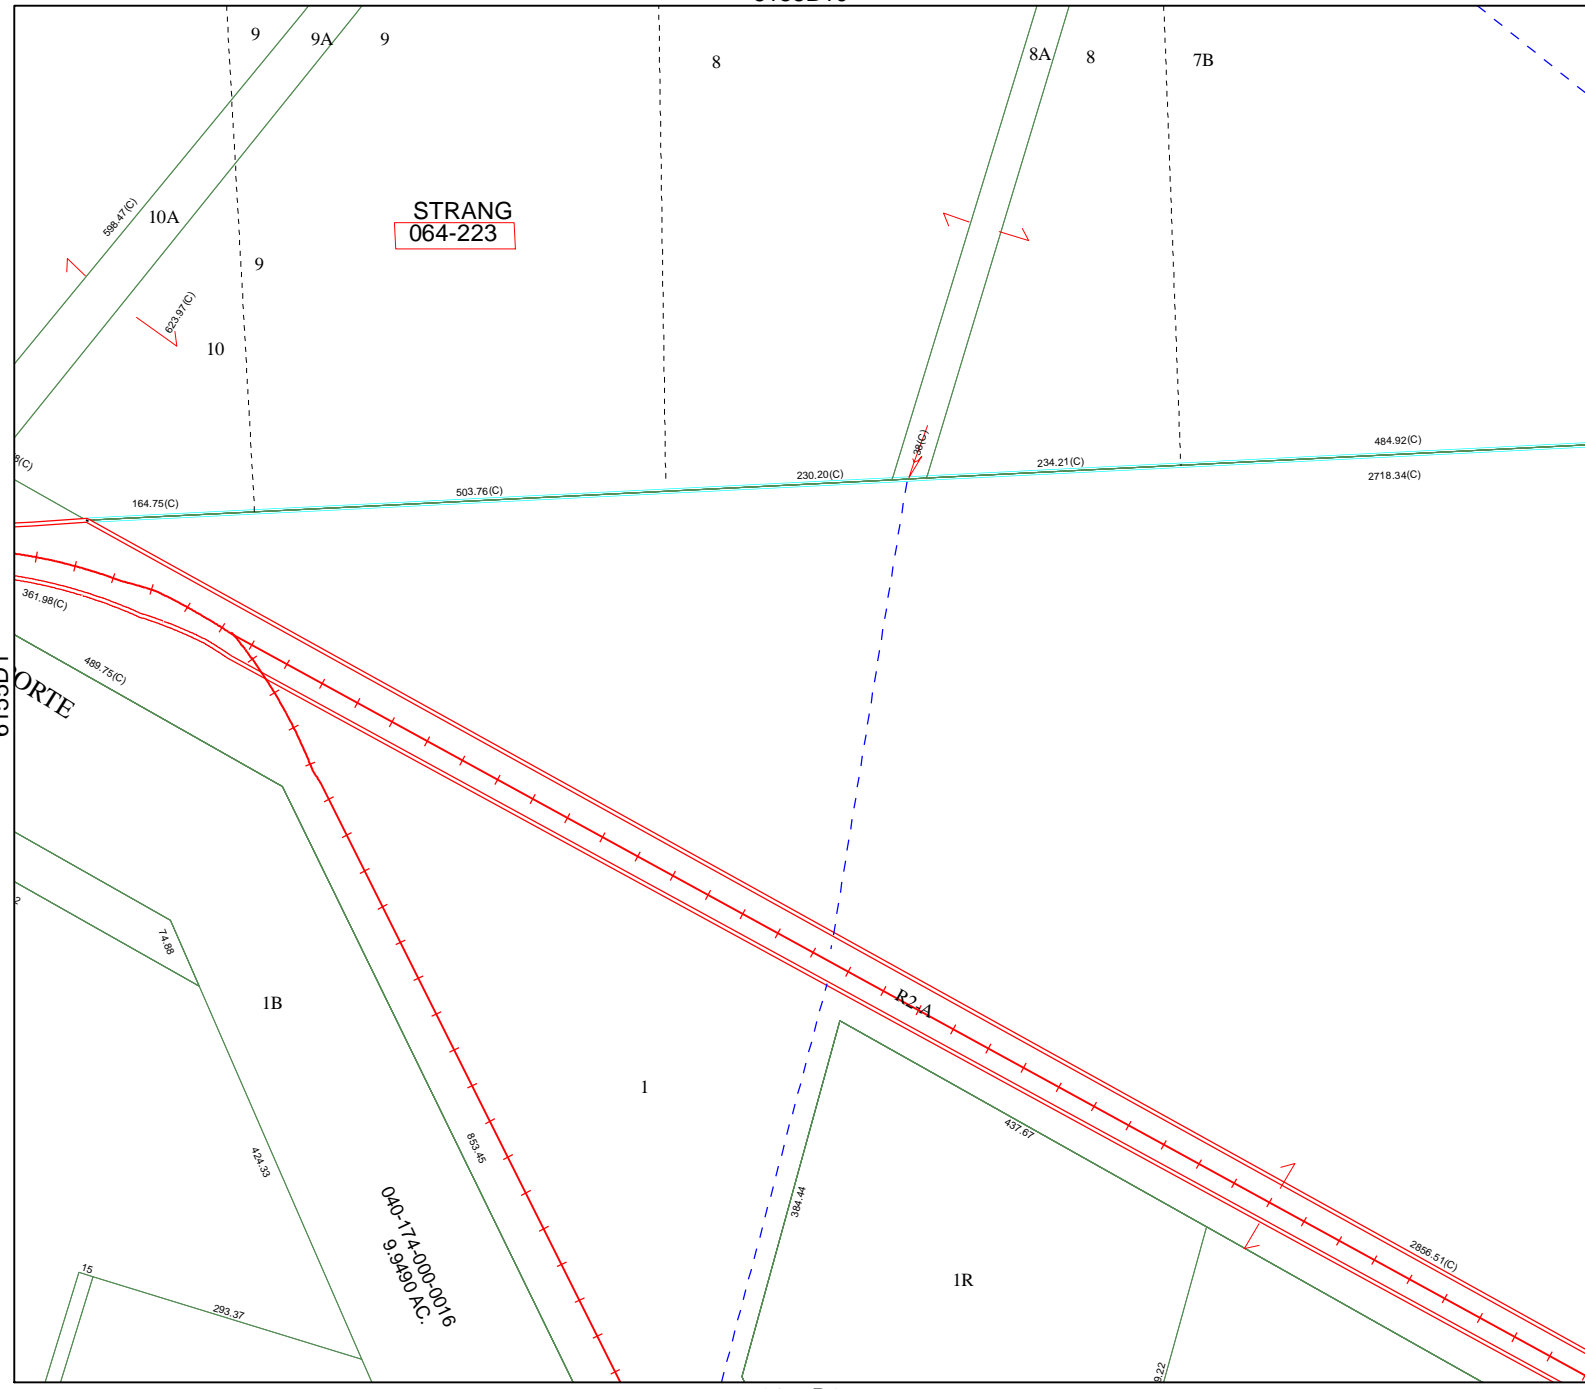 9
9A
9
8
8A
8
7B
598.47(C)
10A
STRANG
064-223
9
623.97(C)
10
38(C)
484.92(C)
234.21(C)
230.20(C)
2718.34(C)
503.76(C)
164.75(C)
361.98(C)
489.75(C)
ORTE
74.88
1B
R2-A
1
437.67
853.45
424.33
384.44
040-174-000-0016
9.9490 AC.
2856.51(C)
15
1R
293.37
9.22